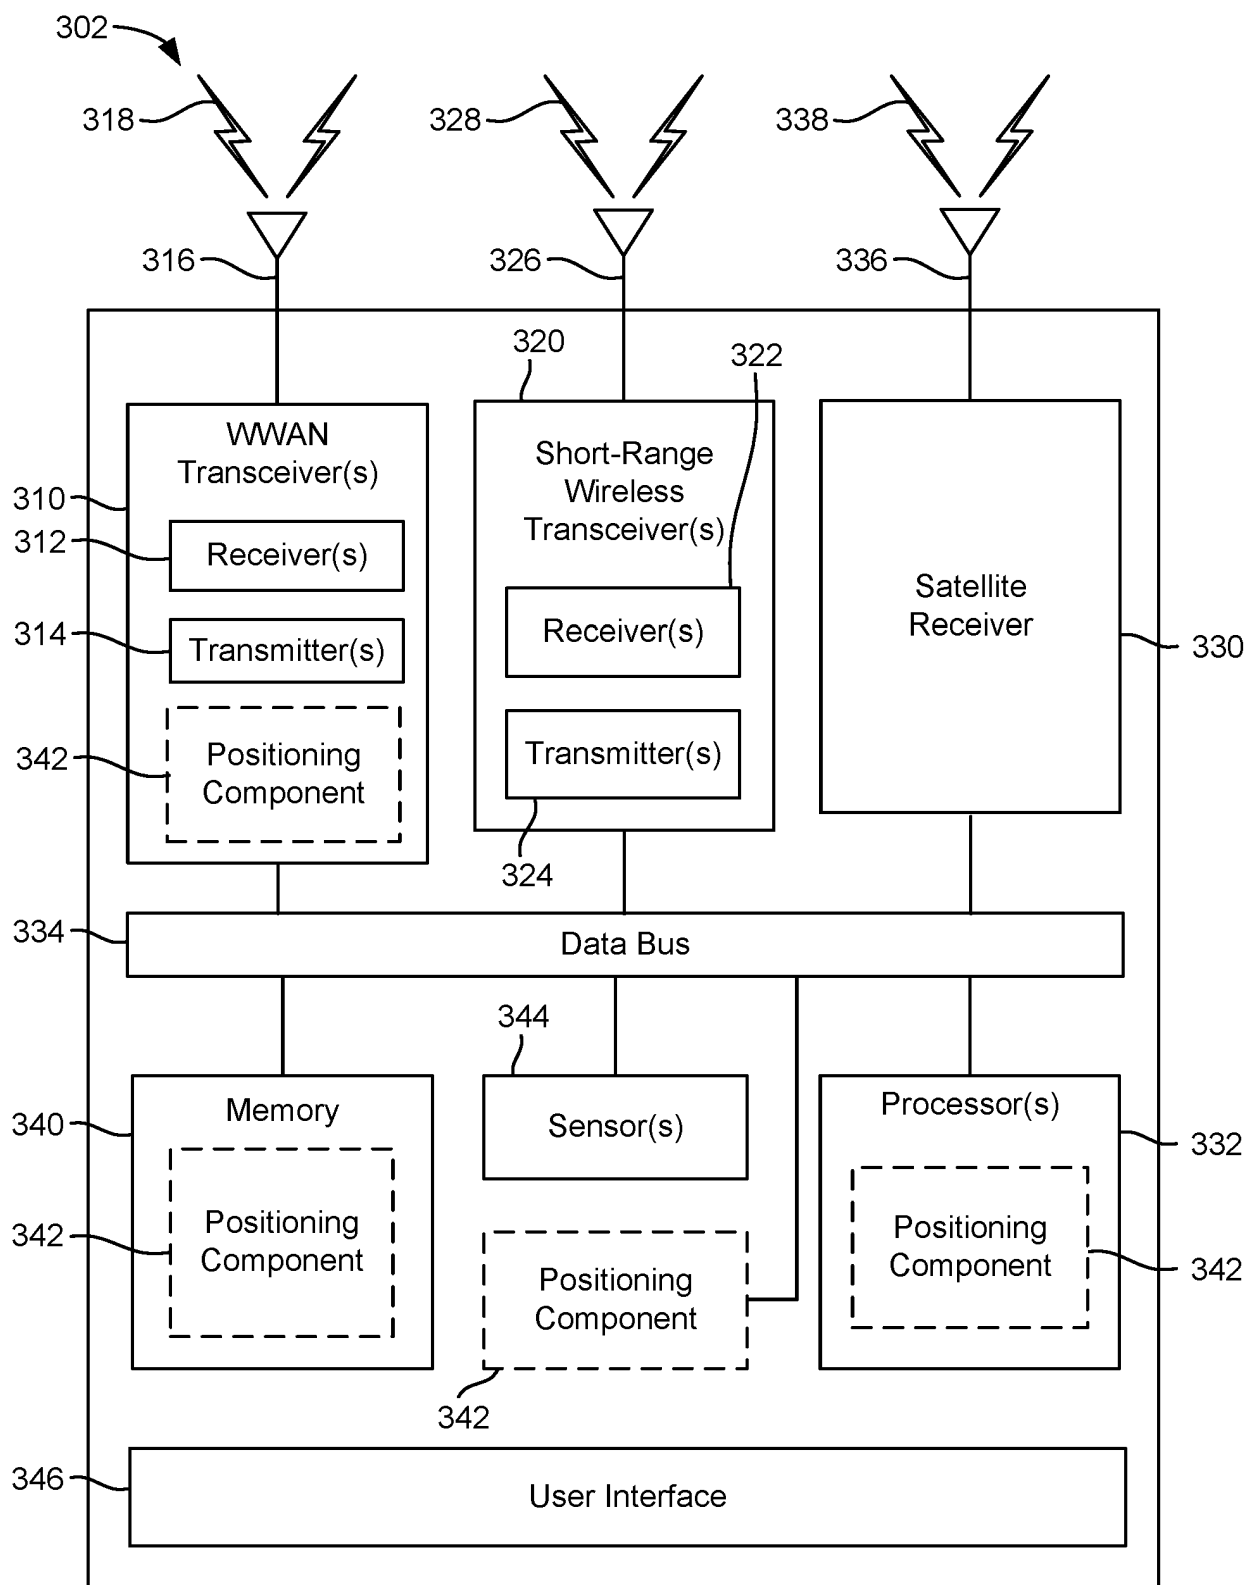 302
318
328
338
316
326
336
320
322
WWAN
Transceiver(s)
Short-Range
Wireless
Transceiver(s)
310
312
Receiver(s)
Satellite
Receiver
314
Transmitter(s)
Receiver(s)
330
342
Positioning
Component
Transmitter(s)
324
334
Data Bus
344
340
Memory
Sensor(s)
Processor(s)
332
342
Positioning
Component
Positioning
Component
Positioning
Component
342
342
346
User Interface